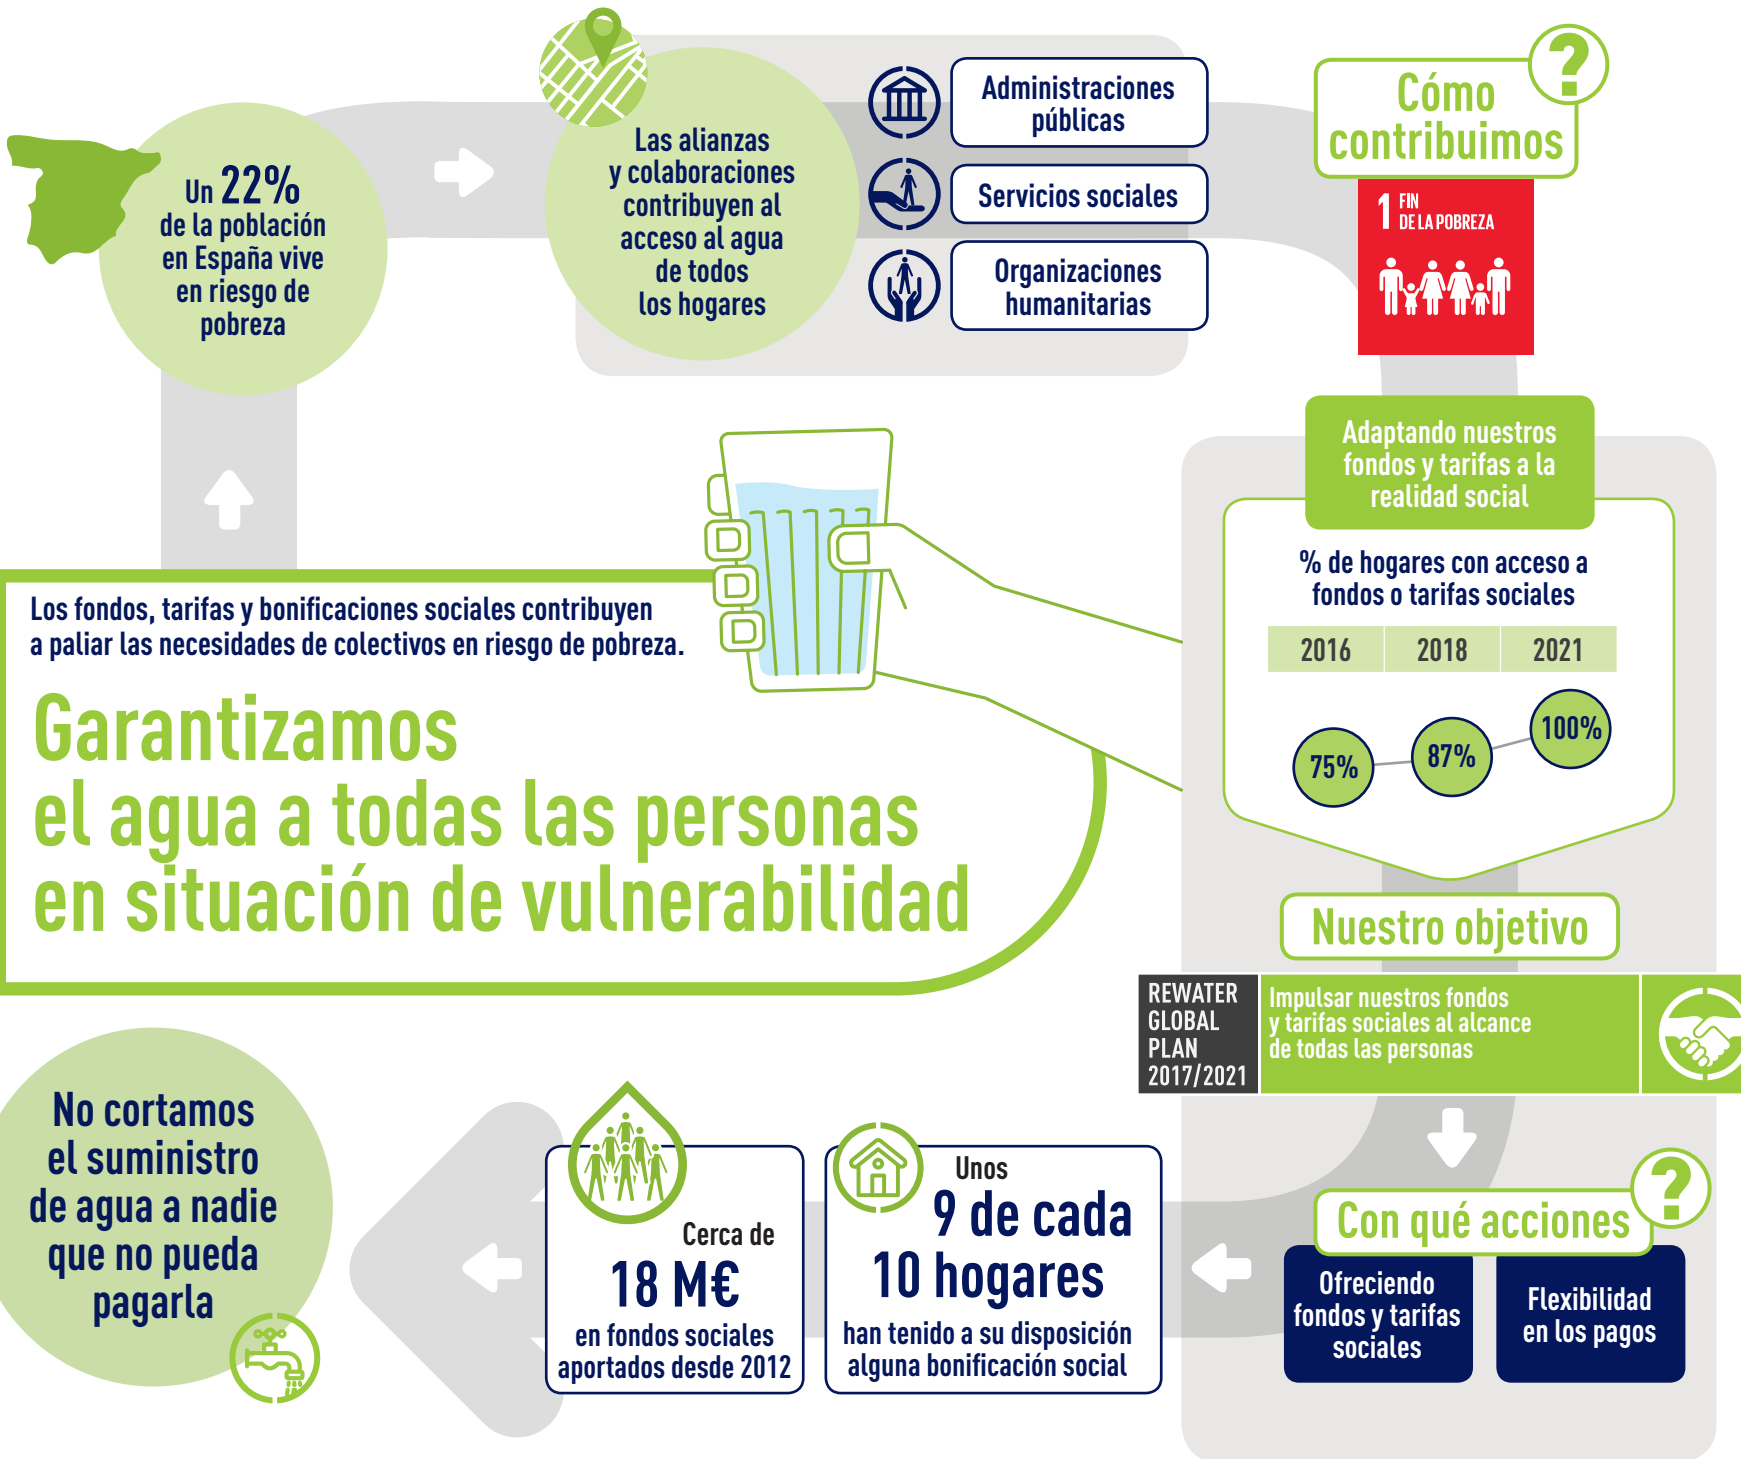 Un 22%
de la población
en España vive
en riesgo de
pobreza
Las alianzas
y colaboraciones
contribuyen al
acceso al agua
de todos
los hogares
Administraciones
públicas
Servicios sociales
Organizaciones
humanitarias
?
Cómo
contribuimos
1 FIN
DE LA POBREZA
Adaptando nuestros
fondos y tarifas a la
realidad social
% de hogares con acceso a
fondos o tarifas sociales
2016 2018 2021
75% 87% 100%
Los fondos, tarifas y bonificaciones sociales contribuyen
a paliar las necesidades de colectivos en riesgo de pobreza.
Garantizamos
el agua a todas las personas
en situación de vulnerabilidad
Nuestro objetivo
REWATER
GLOBAL
PLAN
2017/2021
Impulsar nuestros fondos
y tarifas sociales al alcance
de todas las personas
?
Con qué acciones
Ofreciendo
fondos y tarifas
sociales
Flexibilidad
en los pagos
Unos
9 de cada
10 hogares
han tenido a su disposición
alguna bonificación social
Cerca de
18 M€
en fondos sociales
aportados desde 2012
No cortamos
el suministro
de agua a nadie
que no pueda
pagarla